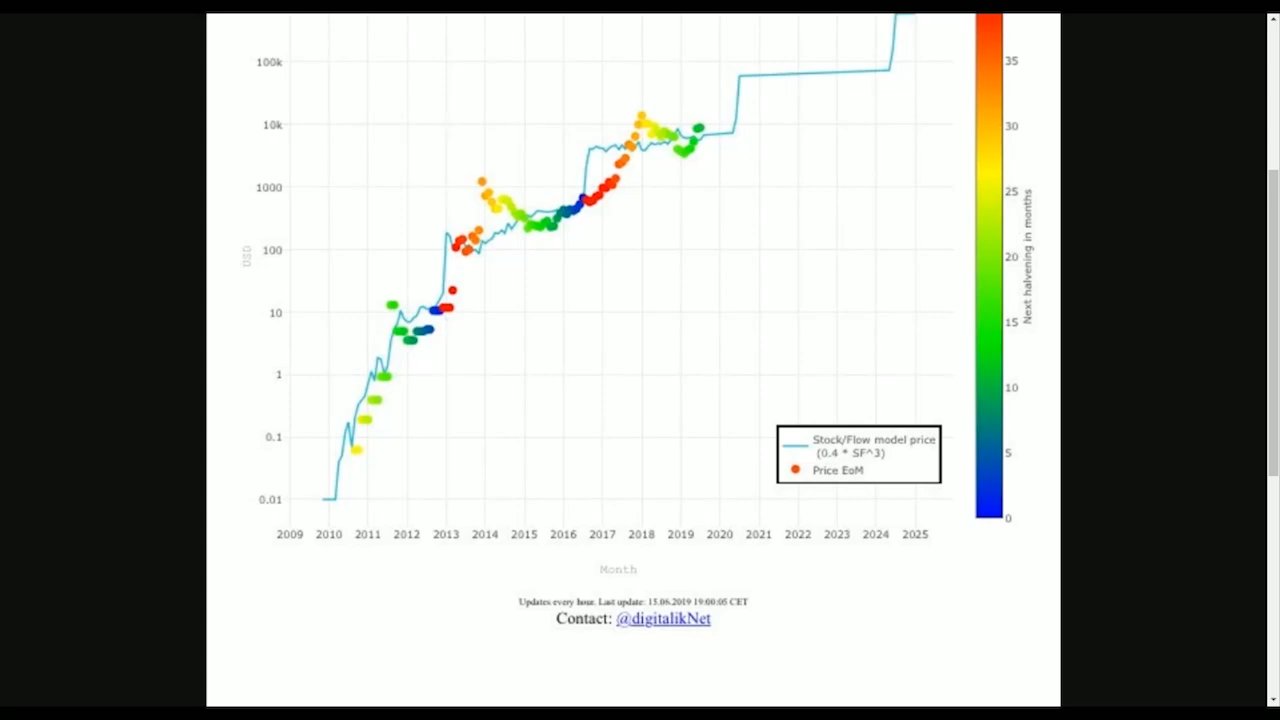 100k
10k
1000
100
10
1
0.1
0.01
USD
2009 2010 2011 2012 2013 2014 2015 2016 2017 2018 2019 2020 2021 2022 2023 2024 2025
Month
Stock/Flow model price
(0.4 * SF^3)
Price EoM
35
30
25
20
15
10
5
0
Next halvening in months
Updates every hour. Last update: 15.06.2019 19:00:05 CET
Contact: @digitalikNet